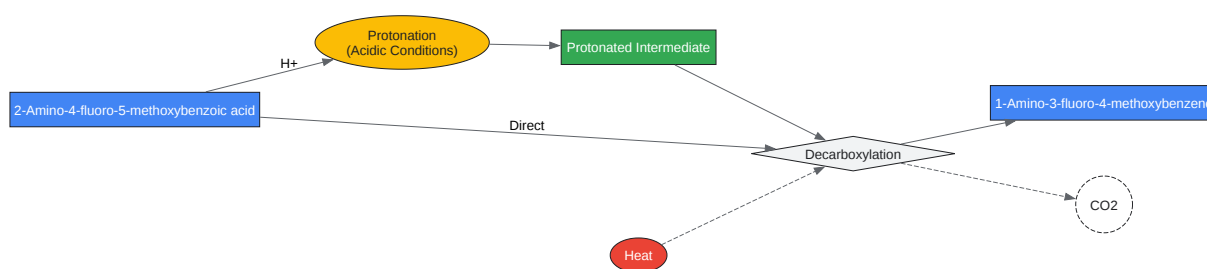 Protonation
(Acidic Conditions)
Protonated Intermediate
H+
2-Amino-4-fluoro-5-methoxybenzoic acid
1-Amino-3-fluoro-4-methoxybenzene
Direct
Decarboxylation
CO2
Heat